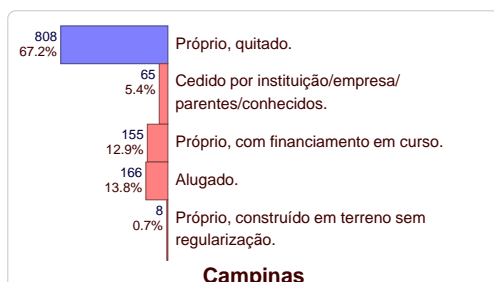 808
67.2%
Próprio, quitado.
65
5.4%
Cedido por instituição/empresa/
parentes/conhecidos.
155
12.9%
Próprio, com financiamento em curso.
166
13.8%
Alugado.
8
0.7%
Próprio, construído em terreno sem
regularização.
Campinas